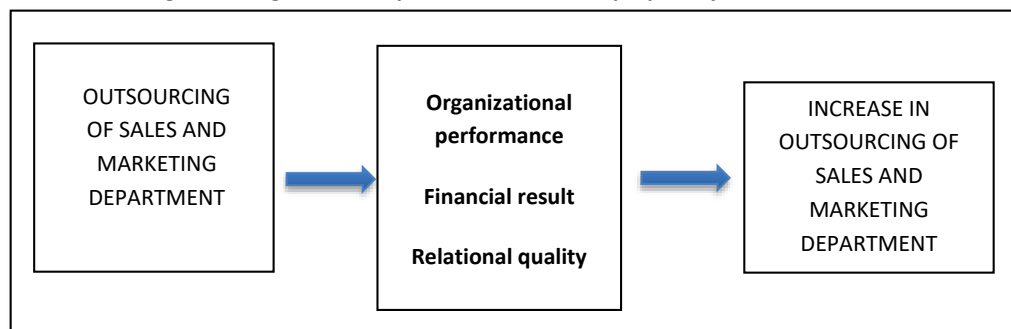 OUTSOURCING
OF SALES AND
MARKETING
DEPARTMENT
Organizational
performance
Financial result
Relational quality
INCREASE IN
OUTSOURCING OF
SALES AND
MARKETING
DEPARTMENT